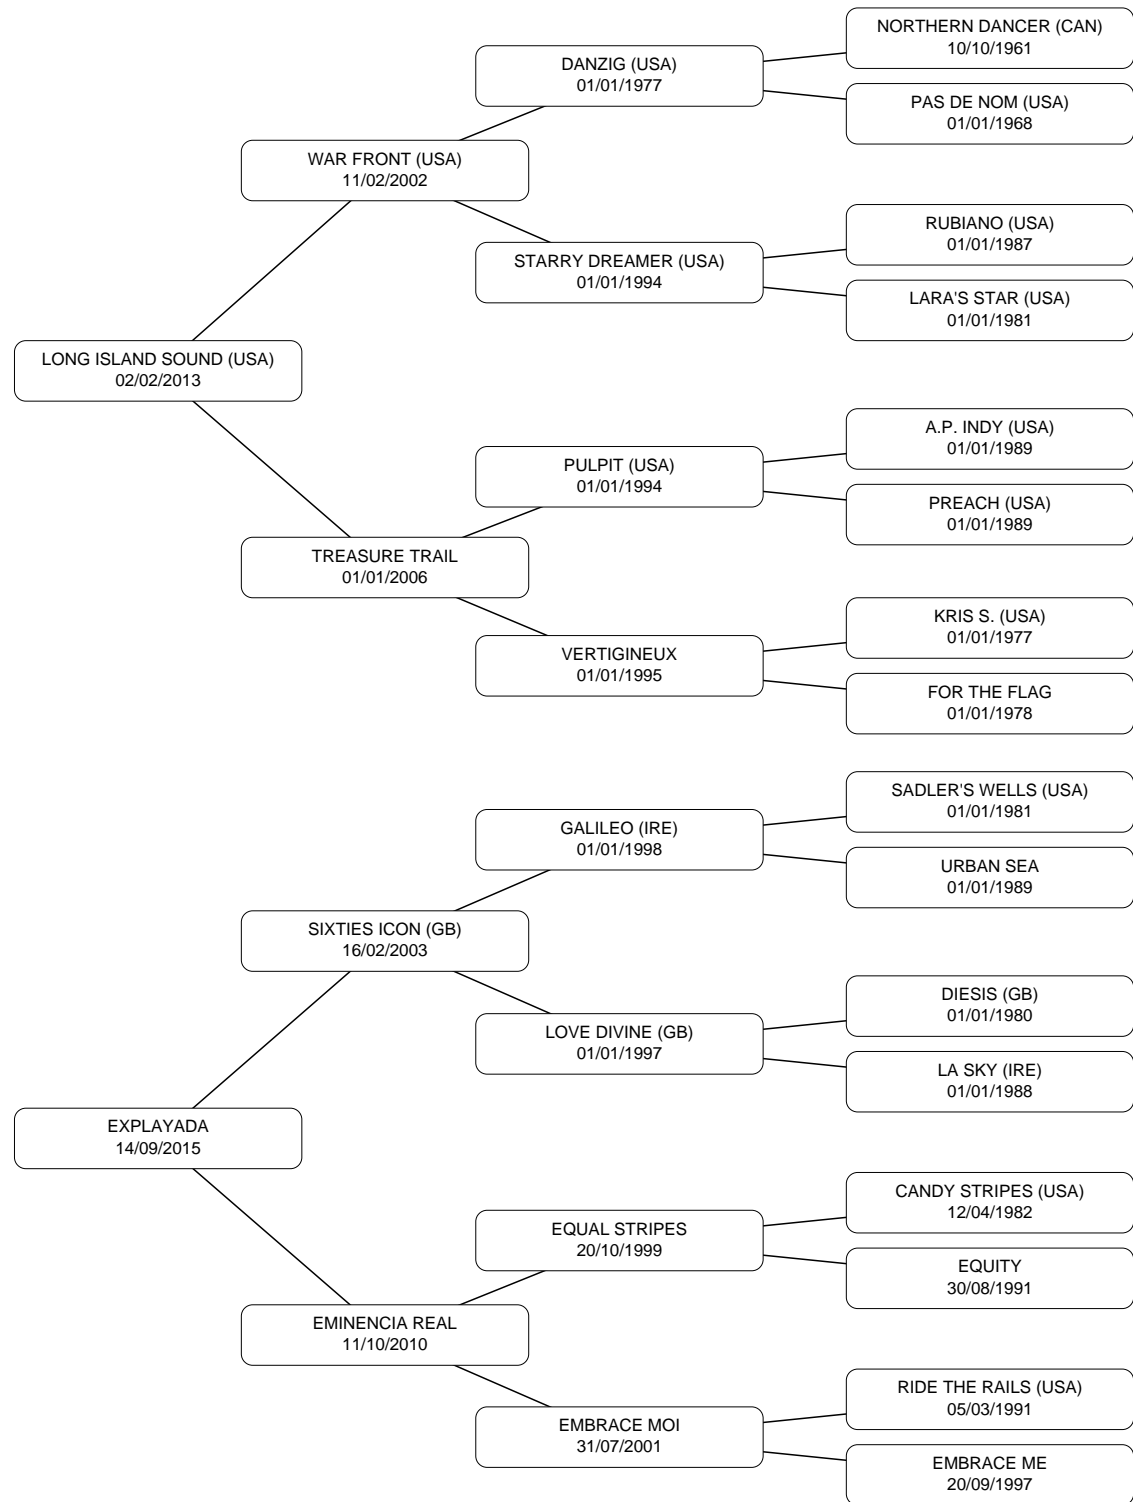 NORTHERN DANCER (CAN)
10/10/1961
DANZIG (USA)
01/01/1977
PAS DE NOM (USA)
01/01/1968
WAR FRONT (USA)
11/02/2002
RUBIANO (USA)
01/01/1987
STARRY DREAMER (USA)
01/01/1994
LARA'S STAR (USA)
01/01/1981
LONG ISLAND SOUND (USA)
02/02/2013
A.P. INDY (USA)
01/01/1989
PULPIT (USA)
01/01/1994
PREACH (USA)
01/01/1989
TREASURE TRAIL
01/01/2006
KRIS S. (USA)
01/01/1977
VERTIGINEUX
01/01/1995
FOR THE FLAG
01/01/1978
SADLER'S WELLS (USA)
01/01/1981
GALILEO (IRE)
01/01/1998
URBAN SEA
01/01/1989
SIXTIES ICON (GB)
16/02/2003
DIESIS (GB)
01/01/1980
LOVE DIVINE (GB)
01/01/1997
LA SKY (IRE)
01/01/1988
EXPLAYADA
14/09/2015
CANDY STRIPES (USA)
12/04/1982
EQUAL STRIPES
20/10/1999
EQUITY
30/08/1991
EMINENCIA REAL
11/10/2010
RIDE THE RAILS (USA)
05/03/1991
EMBRACE MOI
31/07/2001
EMBRACE ME
20/09/1997